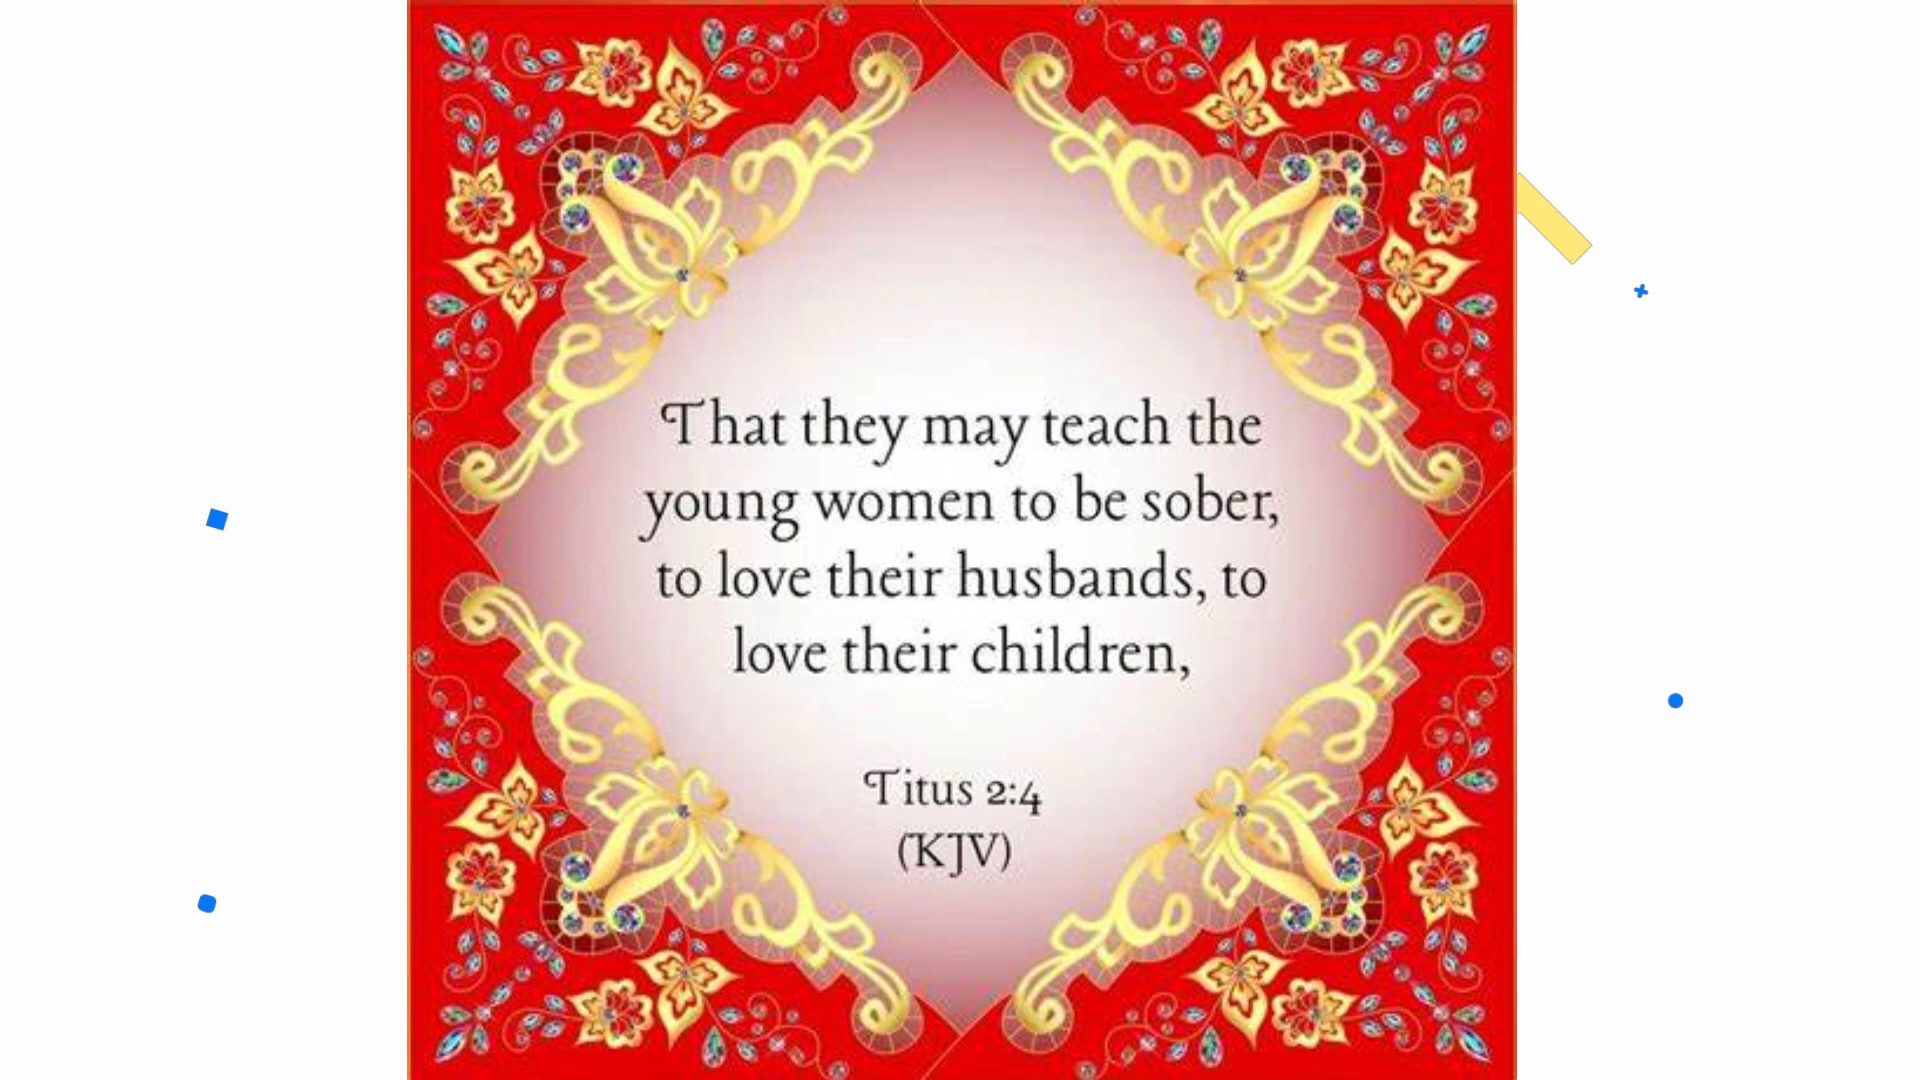 That they may teach the
young women to be sober,
to love their husbands, to
love their children,
Titus 2:4
(KJV)